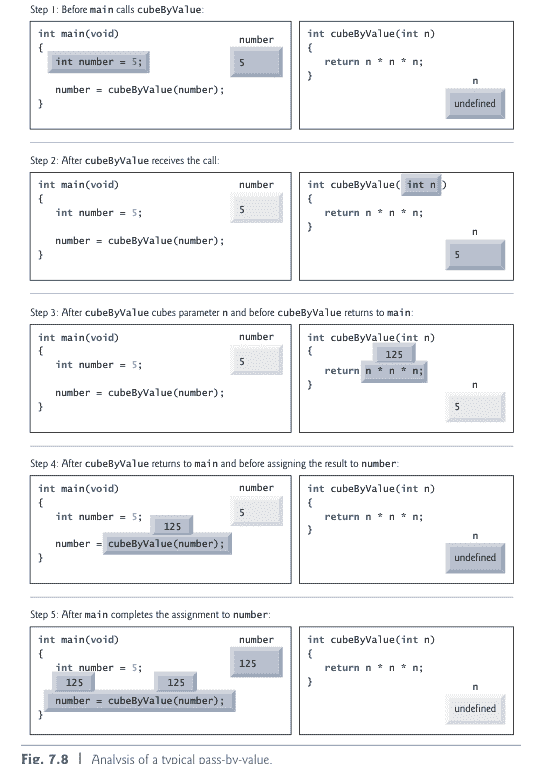 Step 1: Before main calls cubeByValue:
int main(void)
{
int number = 5;
number = cubeByValue(number);
}
number
5
int cubeByValue(int n)
{
return n * n * n;
}
n
undefined
Step 2: After cubeByValue receives the call:
int main(void)
{
int number = 5;
number = cubeByValue(number);
}
number
5
int cubeByValue( int n )
{
return n * n * n;
}
n
5
Step 3: After cubeByValue cubes parameter n and before cubeByValue returns to main:
int main(void)
{
int number = 5;
number = cubeByValue(number);
}
number
5
int cubeByValue(int n)
{
125
return n * n * n;
}
n
5
Step 4: After cubeByValue returns to main and before assigning the result to number:
int main(void)
{
int number = 5;
125
number = cubeByValue(number);
}
number
5
int cubeByValue(int n)
{
return n * n * n;
}
n
undefined
Step 5: After main completes the assignment to number:
int main(void)
{
int number = 5;
125 125
number = cubeByValue(number);
}
number
125
int cubeByValue(int n)
{
return n * n * n;
}
n
undefined
Fig. 7.8 | Analysis of a typical pass-by-value.